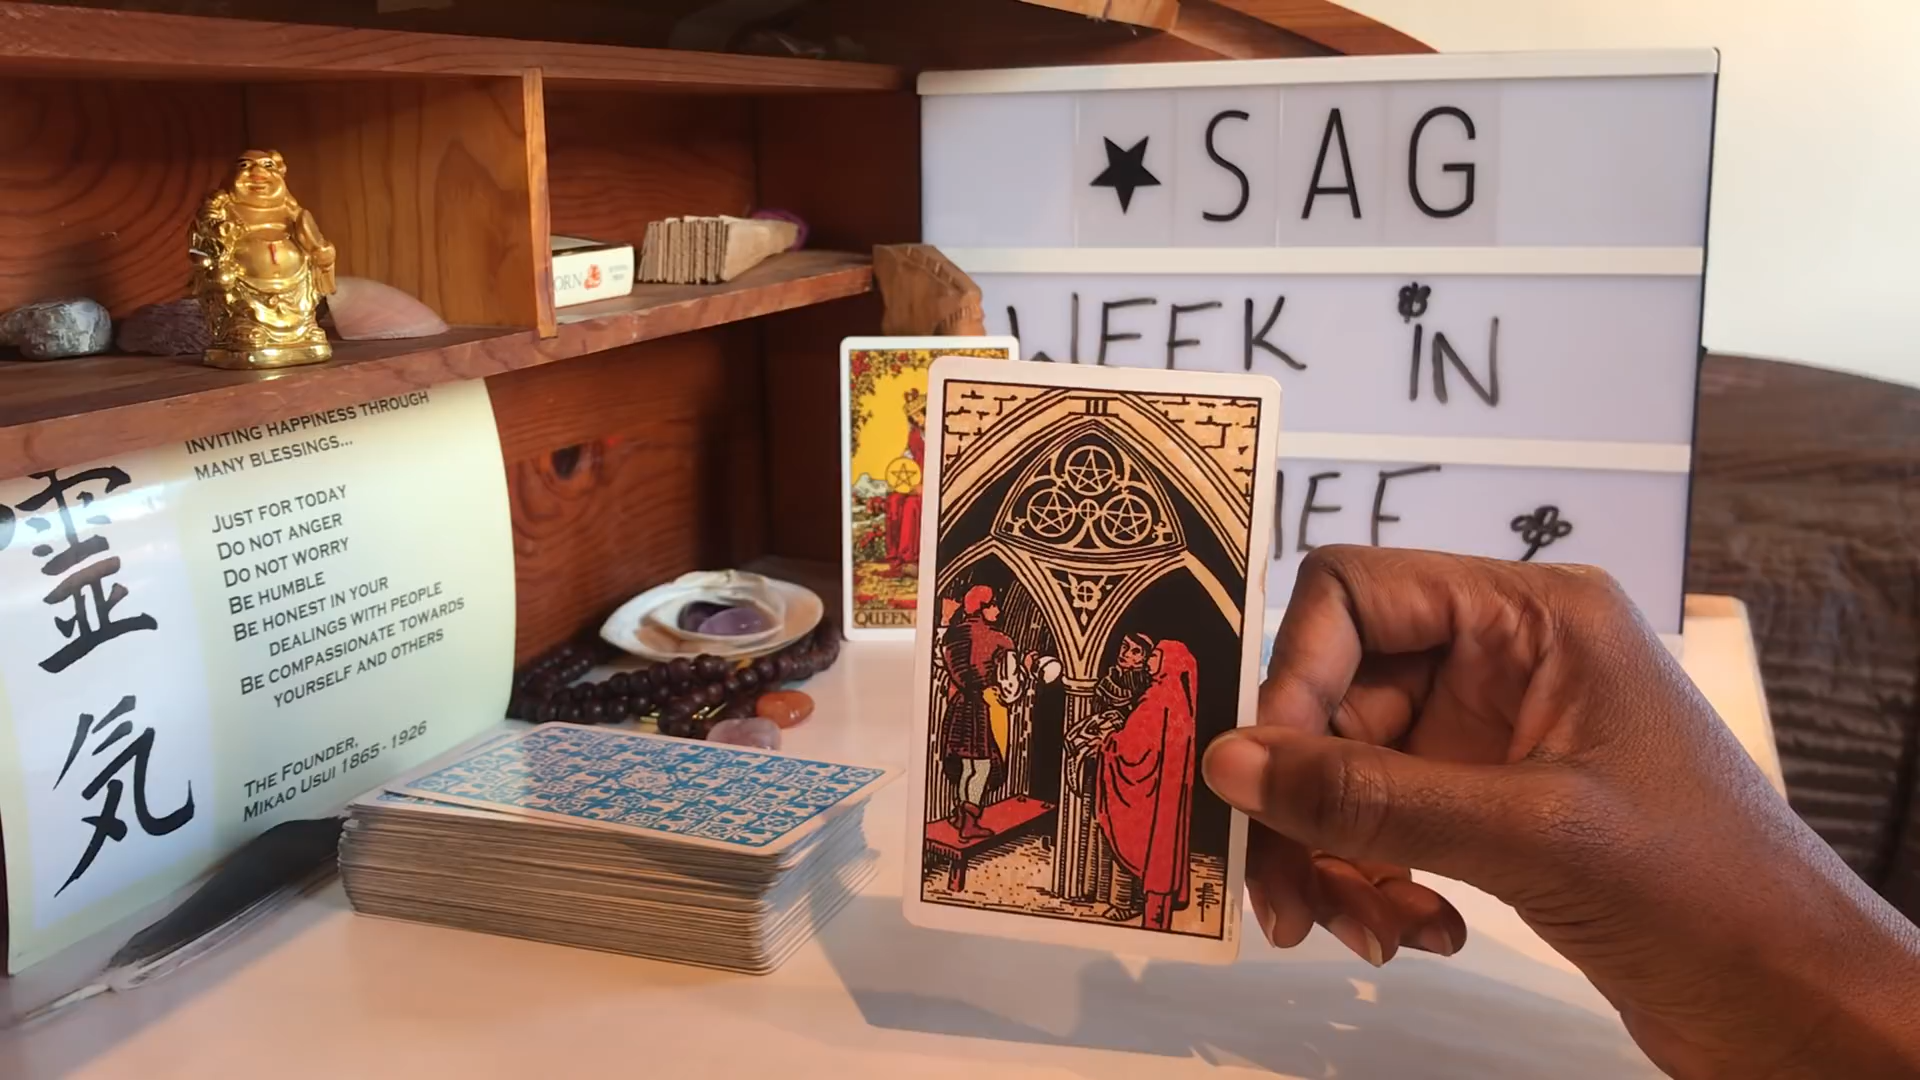 ★ SAG
WEEK IN
IEF
ORN
QUEEN
INVITING HAPPINESS THROUGH
MANY BLESSINGS...
JUST FOR TODAY
DO NOT ANGER
DO NOT WORRY
BE HUMBLE
BE HONEST IN YOUR
DEALINGS WITH PEOPLE
BE COMPASSIONATE TOWARDS
YOURSELF AND OTHERS
THE FOUNDER,
MIKAO USUI 1865 - 1926
靈
気